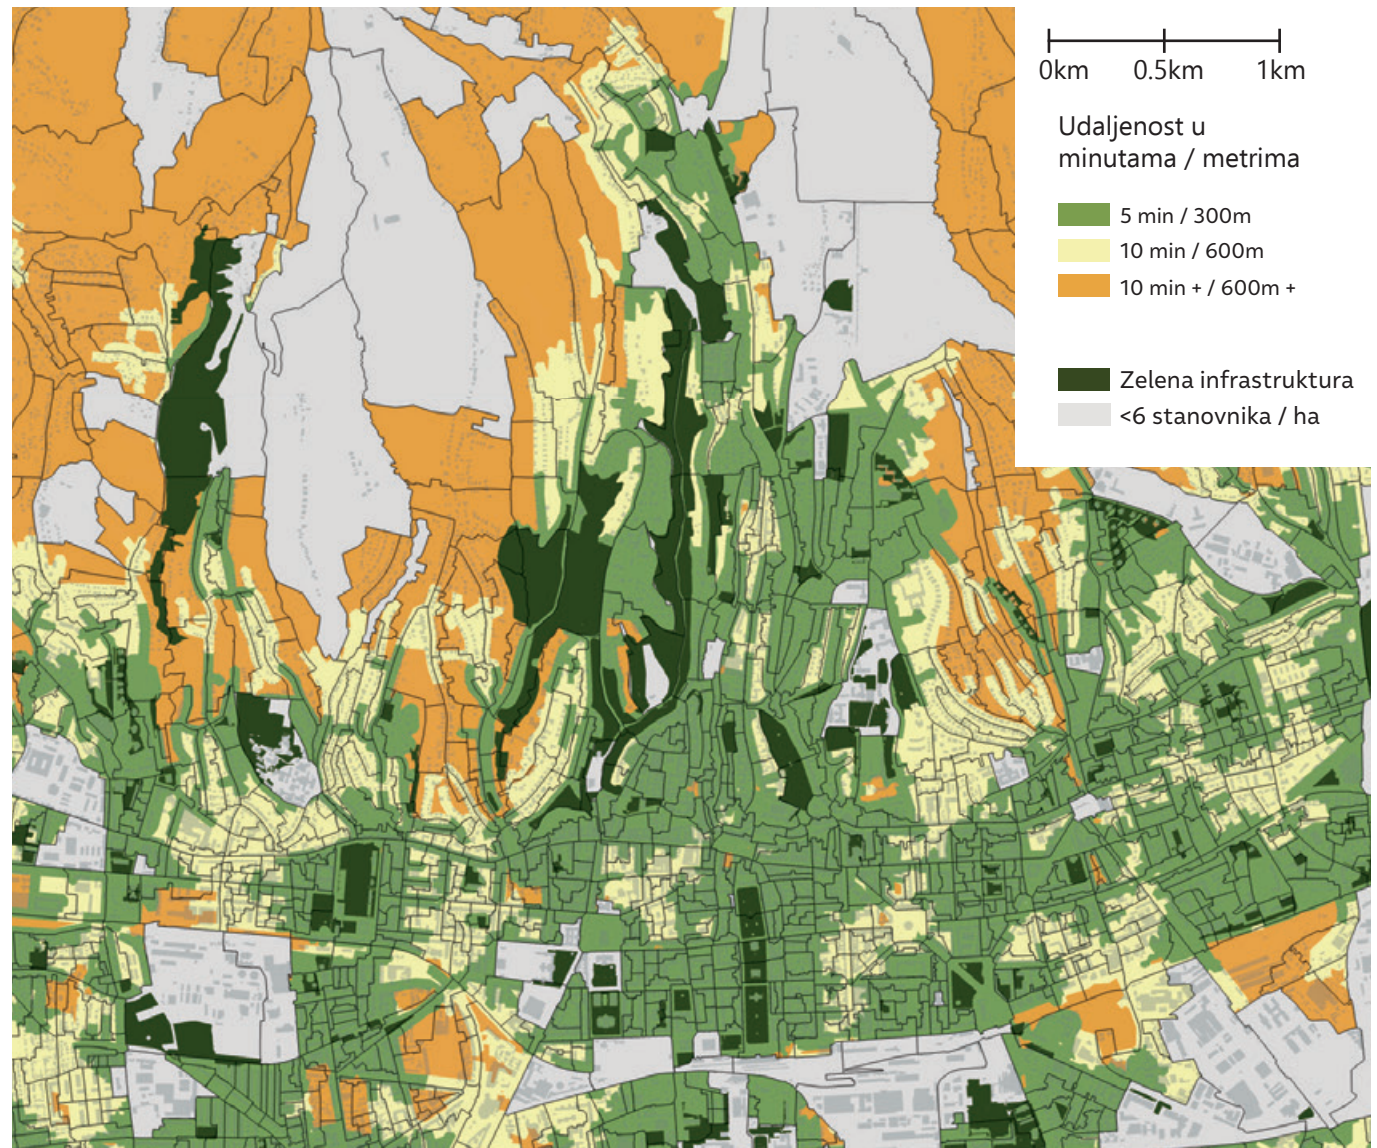 0km 0.5km 1km
Udaljenost u
minutama / metrima
5 min / 300m
10 min / 600m
10 min + / 600m +
Zelena infrastruktura
<6 stanovnika / ha